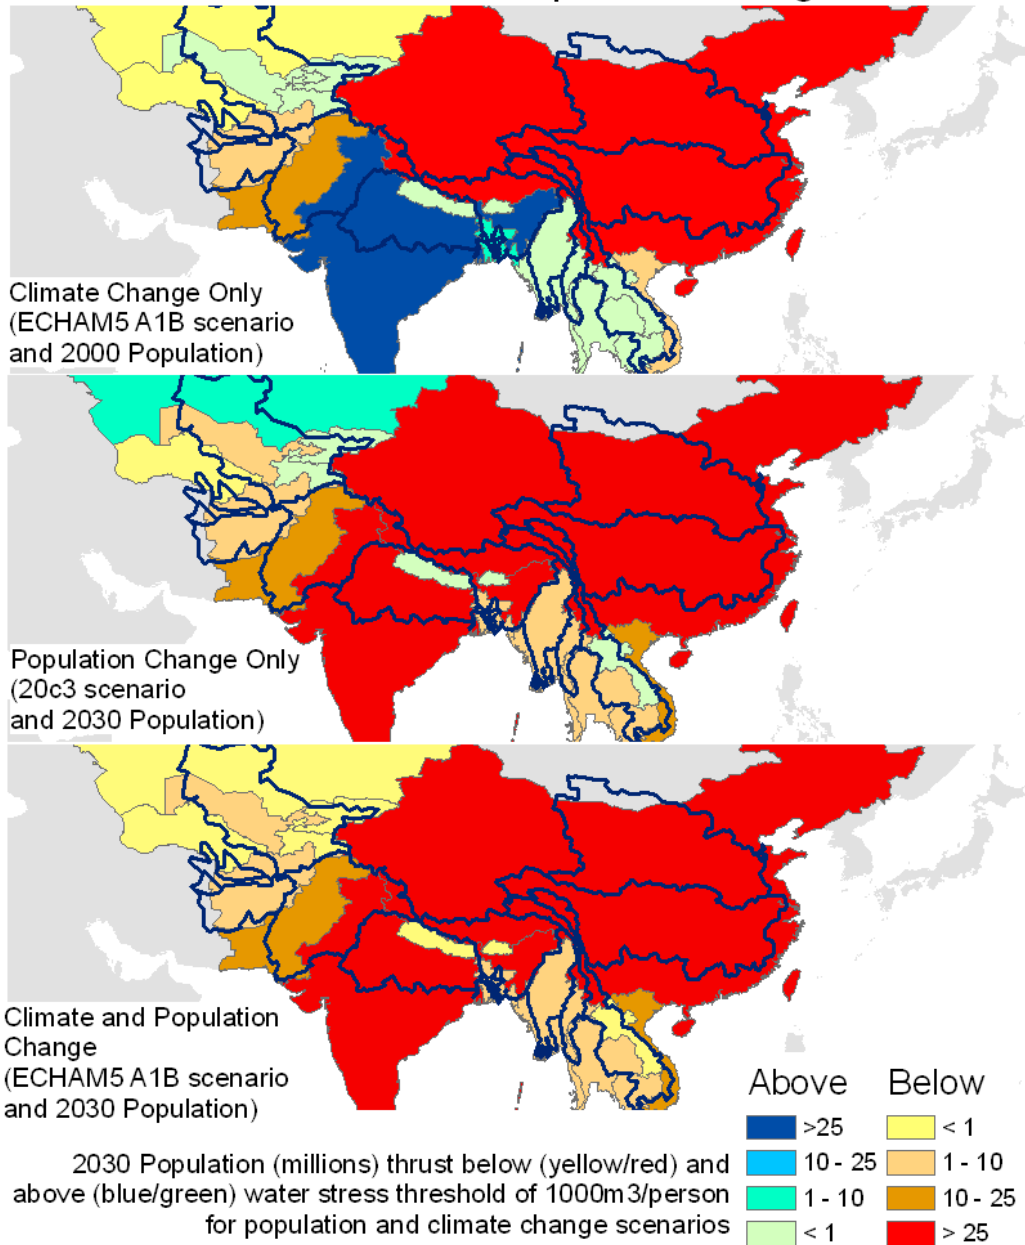 Climate Change Only
(ECHAM5 A1B scenario
and 2000 Population)
Population Change Only
(20c3 scenario
and 2030 Population)
Climate and Population
Change
(ECHAM5 A1B scenario
and 2030 Population)
Above Below
>25 < 1
10 - 25 1 - 10
1 - 10 10 - 25
< 1 > 25
2030 Population (millions) thrust below (yellow/red) and
above (blue/green) water stress threshold of 1000m3/person
for population and climate change scenarios